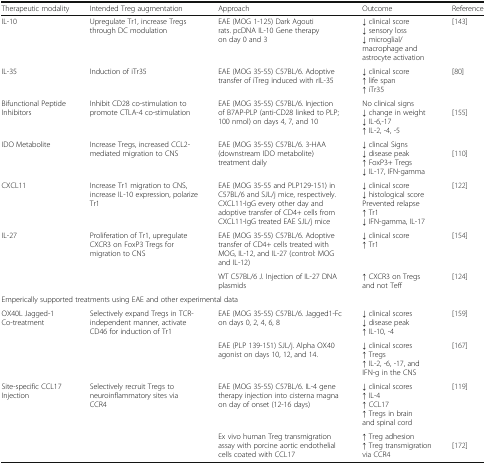 Therapeutic modality Intended Treg augmentation Approach Outcome Reference
IL-10 Upregulate Tr1, increase Tregs EAE (MOG 1-125) Dark Agouti ↓ clinical score [143]
through DC modulation rats. pcDNA IL-10 Gene therapy ↓ sensory loss
on day 0 and 3 ↓ microglial/
macrophage and
astrocyte activation
IL-35 Induction of iTr35 EAE (MOG 35-55) C57BL/6. Adoptive ↓ clinical score [80]
transfer of iTreg induced with rIL-35 ↑ life span
↑ iTr35
Bifunctional Peptide Inhibit CD28 co-stimulation to EAE (MOG 35-55) C57BL/6. Injection No clinical signs
Inhibitors promote CTLA-4 co-stimulation of B7AP-PLP (anti-CD28 linked to PLP; ↓ change in weight [155]
100 nmol) on days 4, 7, and 10 ↓ IL-6,-17
↑ IL-2, -4, -5
IDO Metabolite Increase Tregs, increased CCL2- EAE (MOG 35-55) C57BL/6. 3-HAA ↓ clincal Signs
mediated migration to CNS (downstream IDO metabolite) ↓ disease peak [110]
treatment daily ↑ FoxP3+ Tregs
↓ IL-17, IFN-gamma
CXCL11 Increase Tr1 migration to CNS, EAE (MOG 35-55 and PLP129-151) in ↓ clinical score [122]
increase IL-10 expression, polarize C57BL/6 and SJL/j mice, respectively. ↓ histological score
Tr1 CXCL11-IgG every other day and Prevented relapse
adoptive transfer of CD4+ cells from ↑ Tr1
CXCL11-IgG treated EAE SJL/j mice ↓ IFN-gamma, IL-17
IL-27 Proliferation of Tr1, upregulate EAE (MOG 35-55) C57BL/6. Adoptive ↓ clinical score [154]
CXCR3 on FoxP3 Tregs for transfer of CD4+ cells treated with ↑ Tr1
migration to CNS MOG, IL-12, and IL-27 (control: MOG
and IL-12)
WT C57BL/6 J. Injection of IL-27 DNA ↑ CXCR3 on Tregs [124]
plasmids and not Teff
Emperically supported treatments using EAE and other experimental data
OX40L Jagged-1 Selectively expand Tregs in TCR- EAE (MOG 35-55) C57BL/6. Jagged1-Fc ↓ clinical scores [159]
Co-treatment independent manner, activate on days 0, 2, 4, 6, 8 ↓ disease peak
CD46 for induction of Tr1 ↑ IL-10, -4
EAE (PLP 139-151) SJL/j. Alpha OX40 ↓ clinical scores [167]
agonist on days 10, 12, and 14. ↑ Tregs
↑ IL-2, -6, -17, and
IFN-g in the CNS
Site-specific CCL17 Selectively recruit Tregs to EAE (MOG 35-55) C57BL/6. IL-4 gene ↓ clinical scores [119]
Injection neuroinflammatory sites via therapy injection into cisterna magna ↑ IL-4
CCR4 on day of onset (12-16 days) ↑ CCL17
↑ Tregs in brain
and spinal cord
Ex vivo human Treg transmigration ↑ Treg adhesion
assay with porcine aortic endothelial ↑ Treg transmigration [172]
cells coated with CCL17 via CCR4